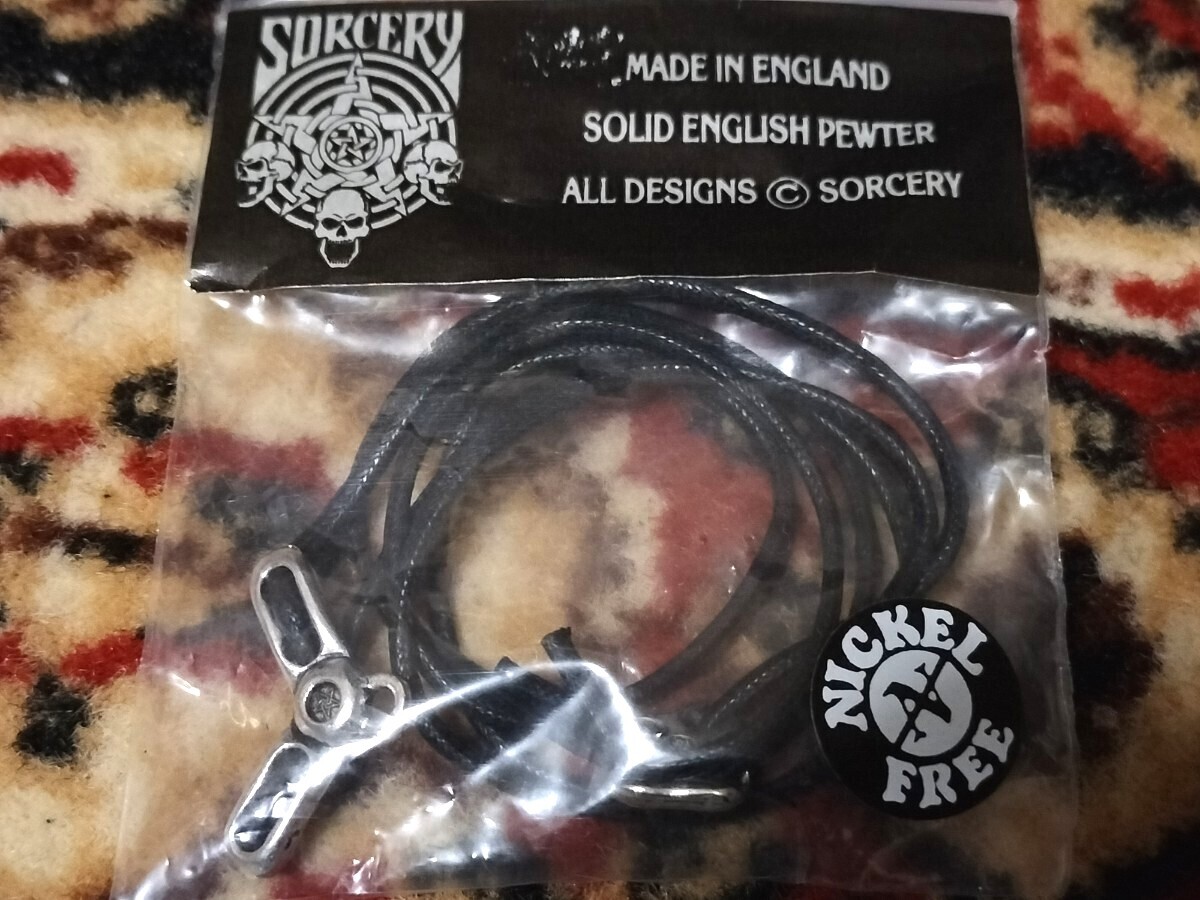 SORCERY
MADE IN ENGLAND
SOLID ENGLISH PEWTER
ALL DESIGNS © SORCERY
NICKEL
FREE